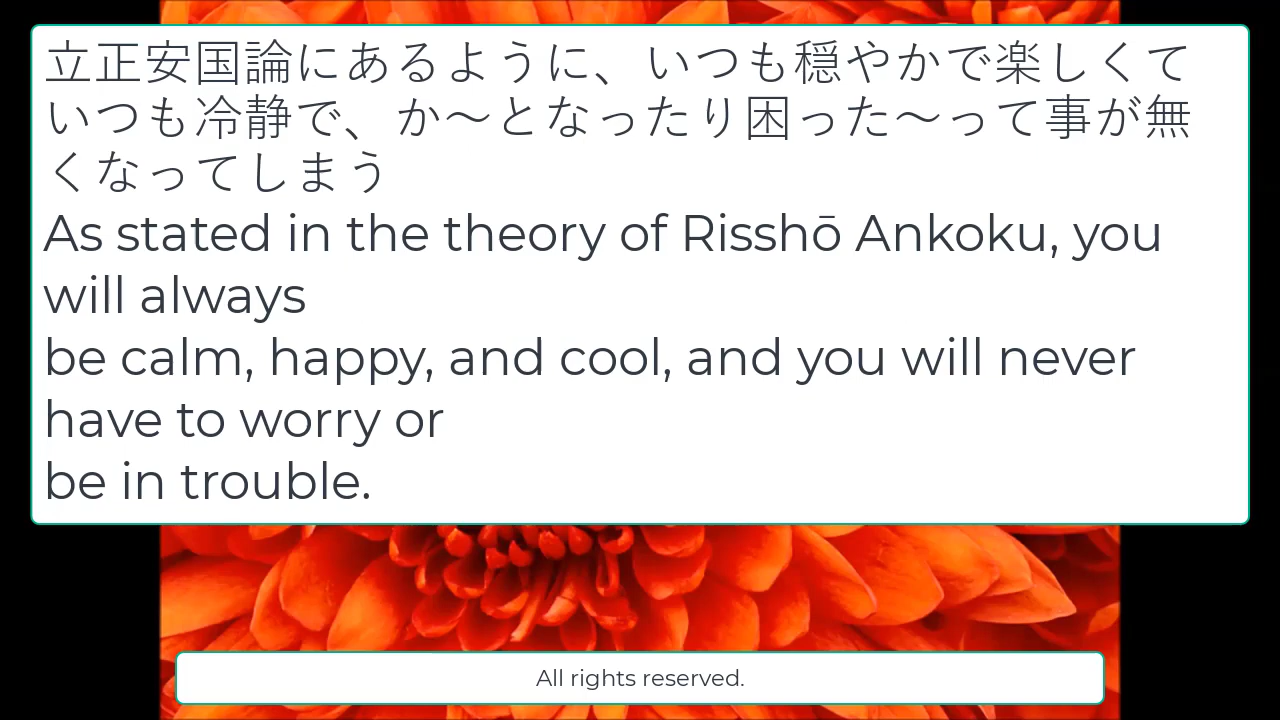 立正安国論にあるように、いつも穏やかで楽しくて
いつも冷静で、か〜となったり困った〜って事が無
くなってしまう
As stated in the theory of Risshō Ankoku, you
will always
be calm, happy, and cool, and you will never
have to worry or
be in trouble.
All rights reserved.